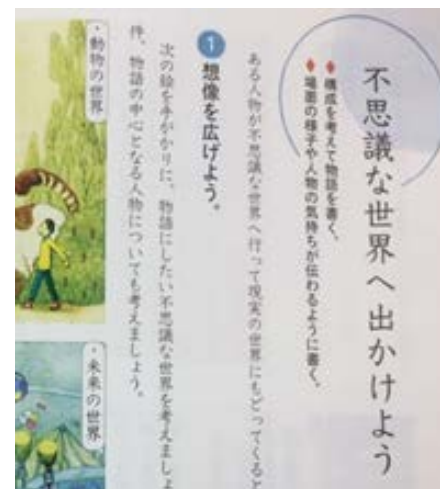 不思議な世界へ出かけよう
◆構成を考えて物語を書く。
◆場面の様子や人物の気持ちが伝わるように書く。
ある人物が不思議な世界へ行って現実の世界にもどってくると
1 想像を広げよう。
次の絵を手がかりに、物語にしたい不思議な世界を考えましょ
件、物語の中心となる人物についても考えましょう。
・動物の世界
・未来の世界